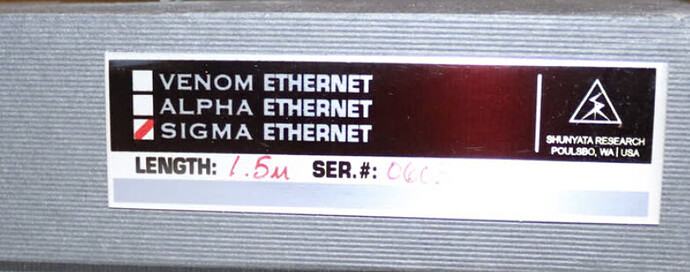 VENOM ETHERNET
ALPHA ETHERNET
SIGMA ETHERNET
SHUNYATA RESEARCH
POULSBO, WA | USA
LENGTH: 1.5m SER.#: